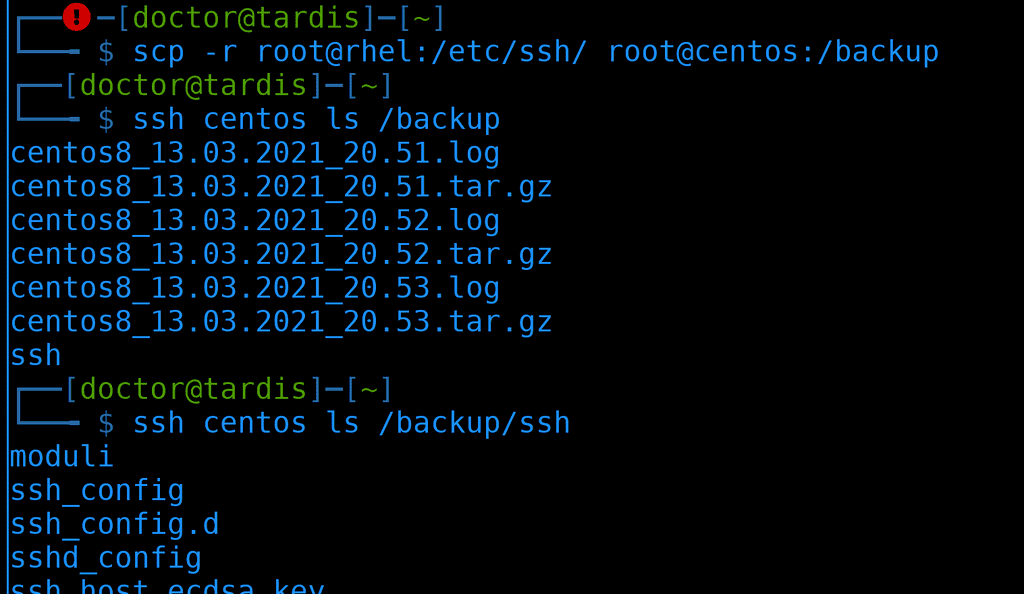 [doctor@tardis]─[~]
$ scp -r root@rhel:/etc/ssh/ root@centos:/backup
[doctor@tardis]─[~]
$ ssh centos ls /backup
centos8_13.03.2021_20.51.log
centos8_13.03.2021_20.51.tar.gz
centos8_13.03.2021_20.52.log
centos8_13.03.2021_20.52.tar.gz
centos8_13.03.2021_20.53.log
centos8_13.03.2021_20.53.tar.gz
ssh
[doctor@tardis]─[~]
$ ssh centos ls /backup/ssh
moduli
ssh_config
ssh_config.d
sshd_config
ssh_host_ecdsa_key